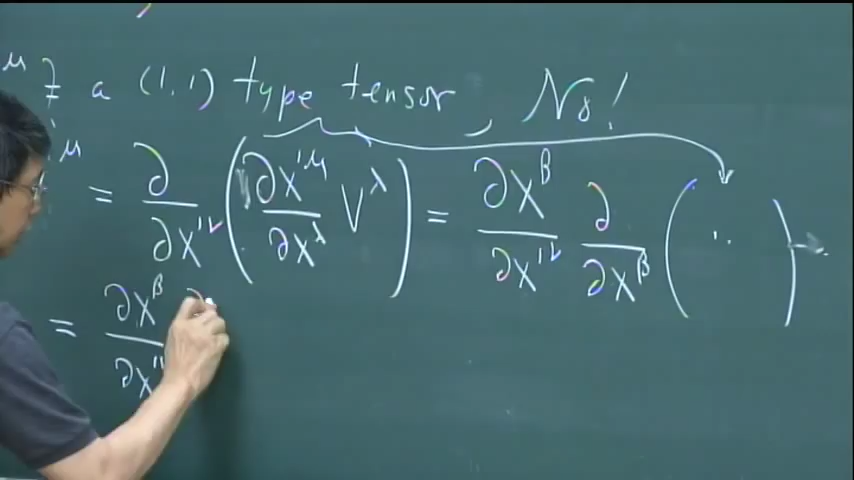 μ ∃ a (1,1) type tensor, No!
'μ = ∂/∂x'ν (∂x'μ/∂xλ Vλ) = ∂xβ/∂x'ν ∂/∂xβ ( " )
= ∂xβ/∂x'